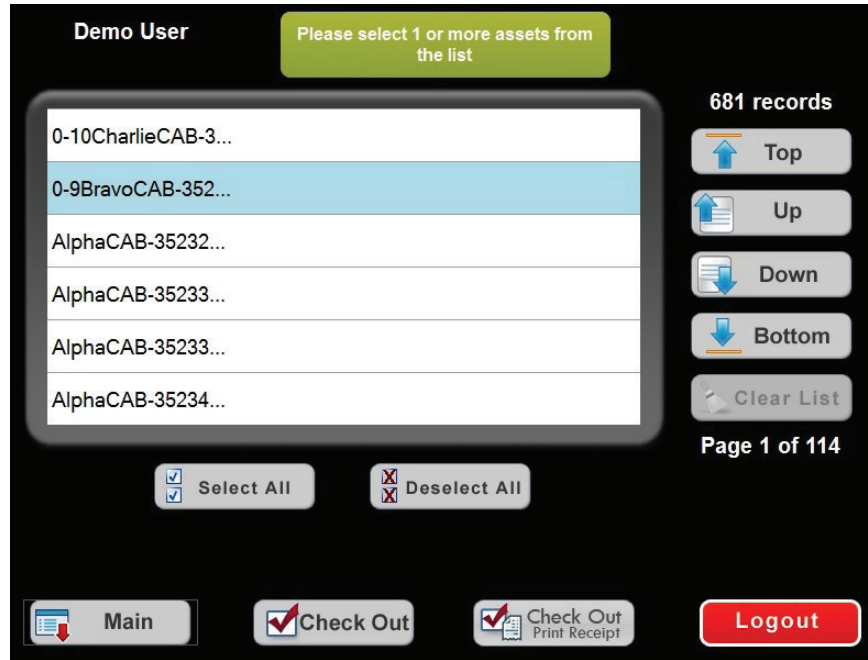 Demo User
Please select 1 or more assets from
the list
681 records
0-10CharlieCAB-3...
0-9BravoCAB-352...
AlphaCAB-35232...
AlphaCAB-35233...
AlphaCAB-35233...
AlphaCAB-35234...
Top
Up
Down
Bottom
Clear List
Page 1 of 114
Select All
Deselect All
Main
Check Out
Check Out
Print Receipt
Logout